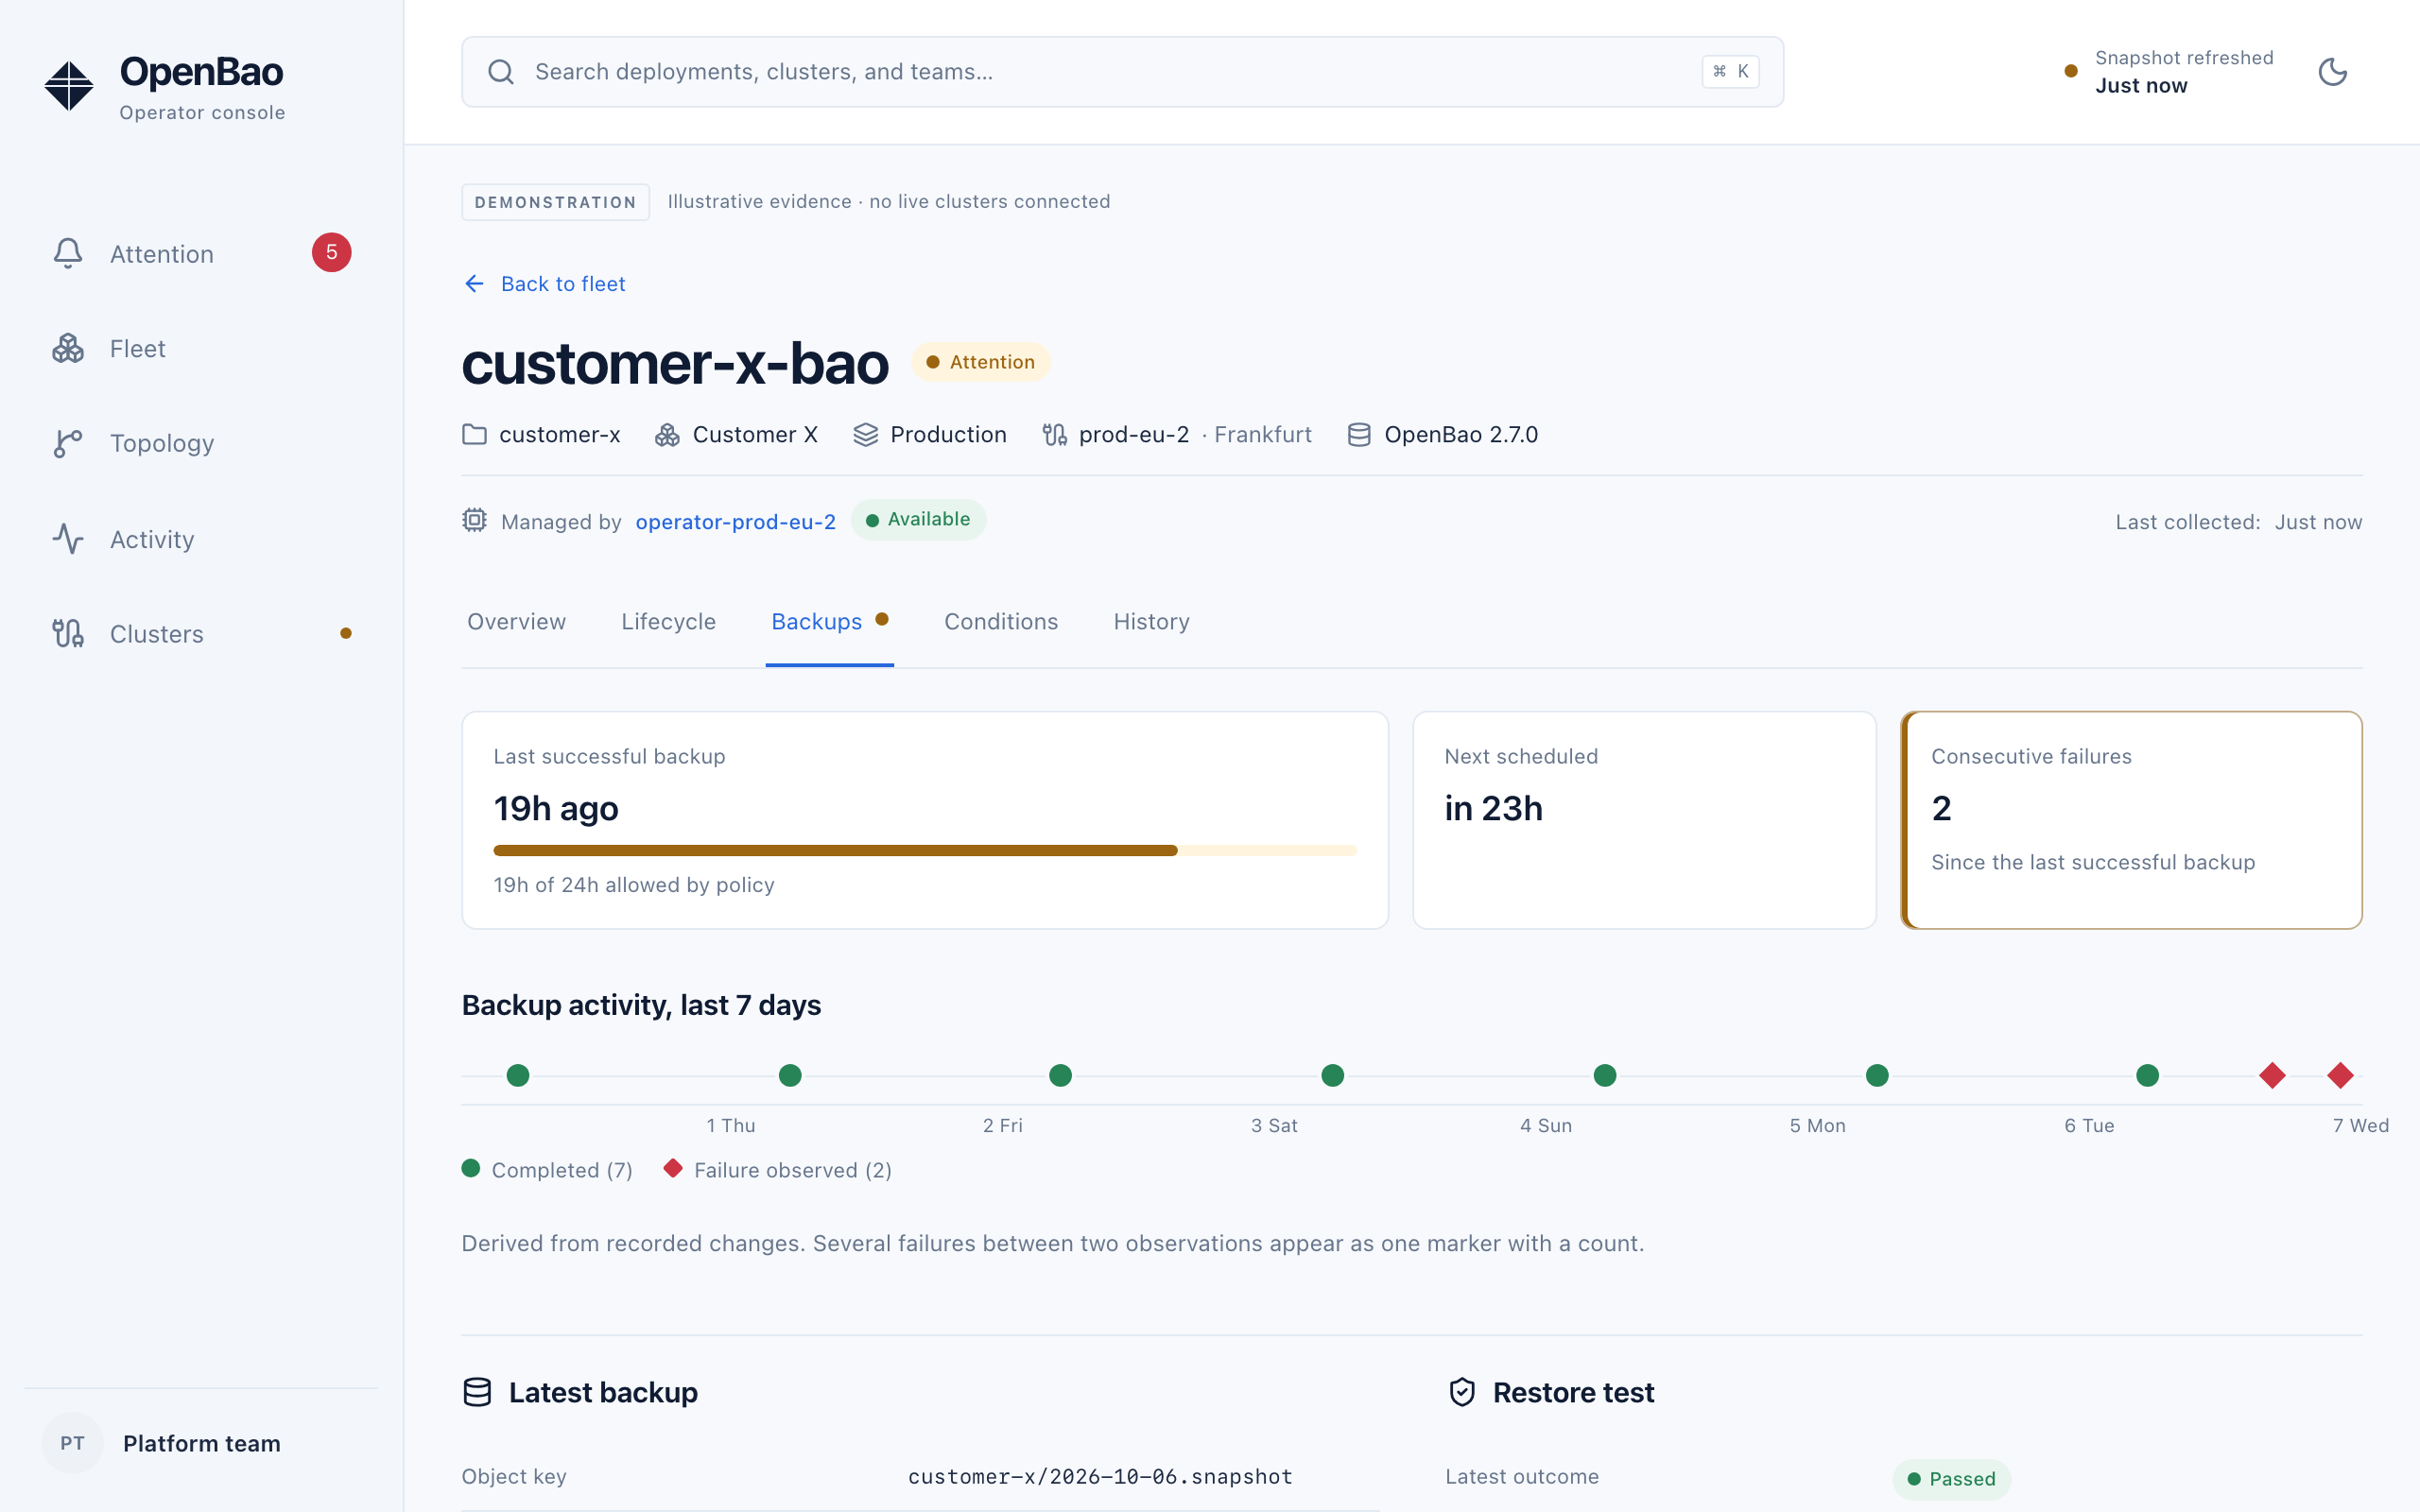 OpenBao
Operator console
Search deployments, clusters, and teams...
⌘ K
Snapshot refreshed
Just now
Attention
5
Fleet
Topology
Activity
Clusters
PT
Platform team
DEMONSTRATION
Illustrative evidence · no live clusters connected
Back to fleet
customer-x-bao
Attention
customer-x
Customer X
Production
prod-eu-2 · Frankfurt
OpenBao 2.7.0
Managed by operator-prod-eu-2
Available
Last collected: Just now
Overview
Lifecycle
Backups
Conditions
History
Last successful backup
19h ago
19h of 24h allowed by policy
Next scheduled
in 23h
Consecutive failures
2
Since the last successful backup
Backup activity, last 7 days
1 Thu
2 Fri
3 Sat
4 Sun
5 Mon
6 Tue
7 Wed
Completed (7)
Failure observed (2)
Derived from recorded changes. Several failures between two observations appear as one marker with a count.
Latest backup
Object key
customer-x/2026-10-06.snapshot
Restore test
Latest outcome
Passed